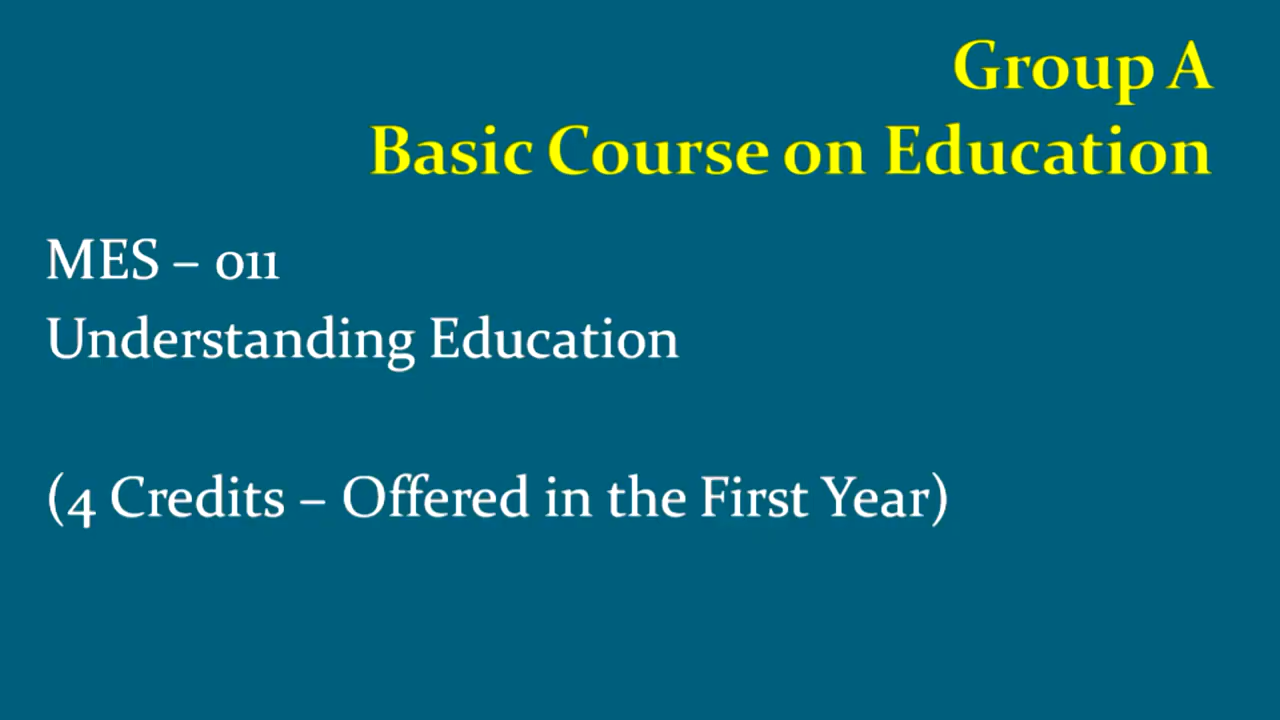 Group A
Basic Course on Education
MES – 011
Understanding Education
(4 Credits – Offered in the First Year)